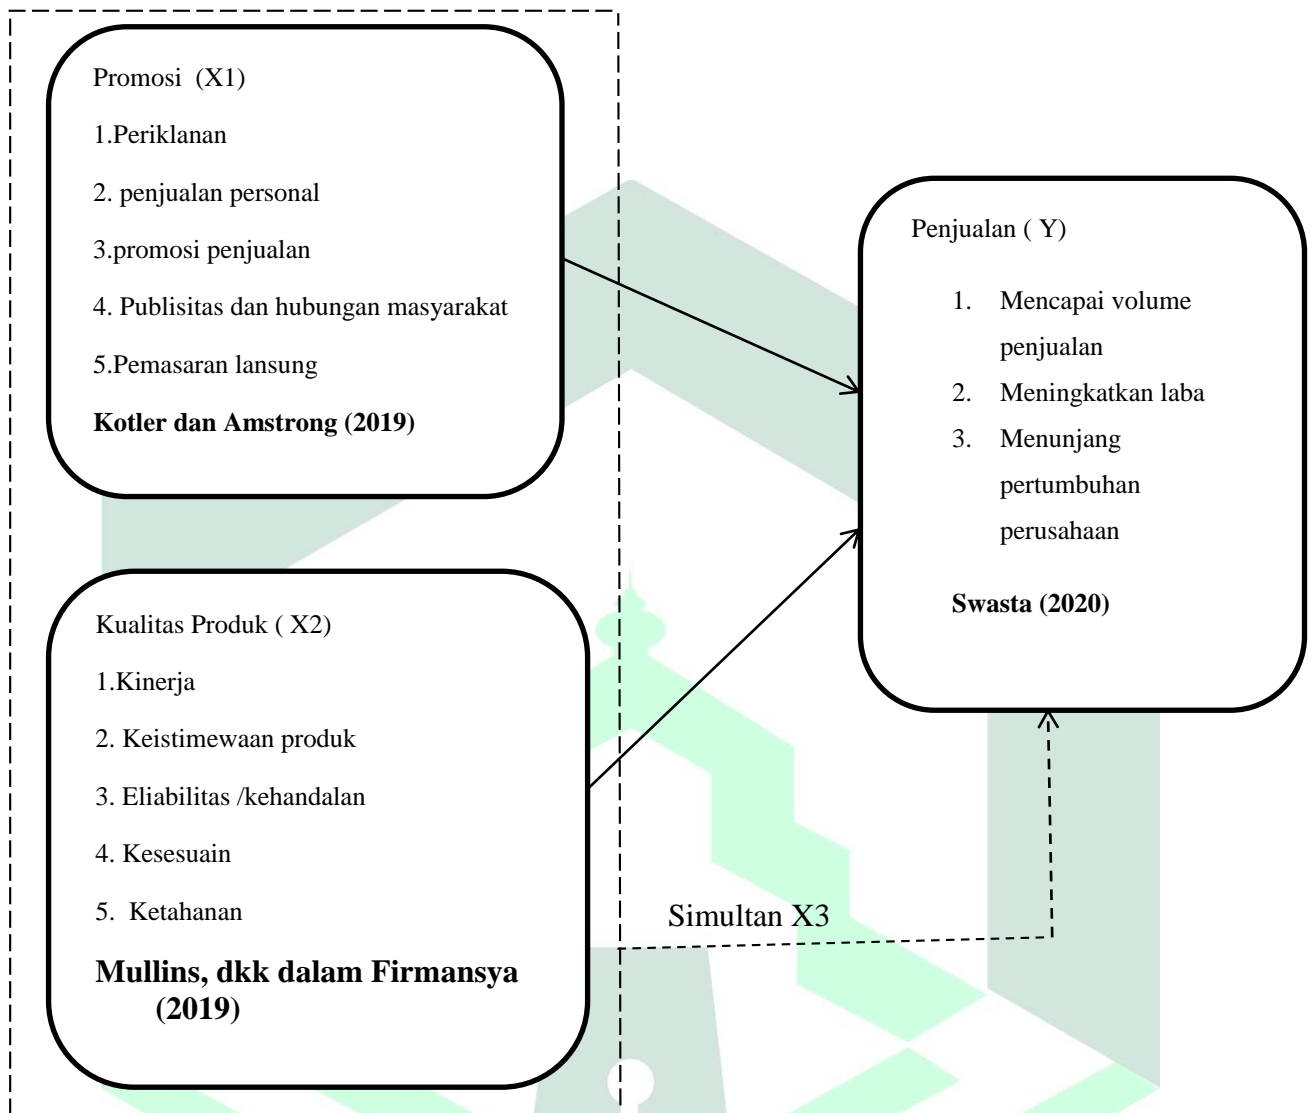 Promosi (X1)
1.Periklanan
2. penjualan personal
3.promosi penjualan
4. Publisitas dan hubungan masyarakat
5.Pemasaran lansung
Kotler dan Amstrong (2019)
Kualitas Produk ( X2)
1.Kinerja
2. Keistimewaan produk
3. Eliabilitas /kehandalan
4. Kesesuain
5. Ketahanan
Mullins, dkk dalam Firmansya
(2019)
Penjualan ( Y)
1. Mencapai volume
penjualan
2. Meningkatkan laba
3. Menunjang
pertumbuhan
perusahaan
Swasta (2020)
Simultan X3